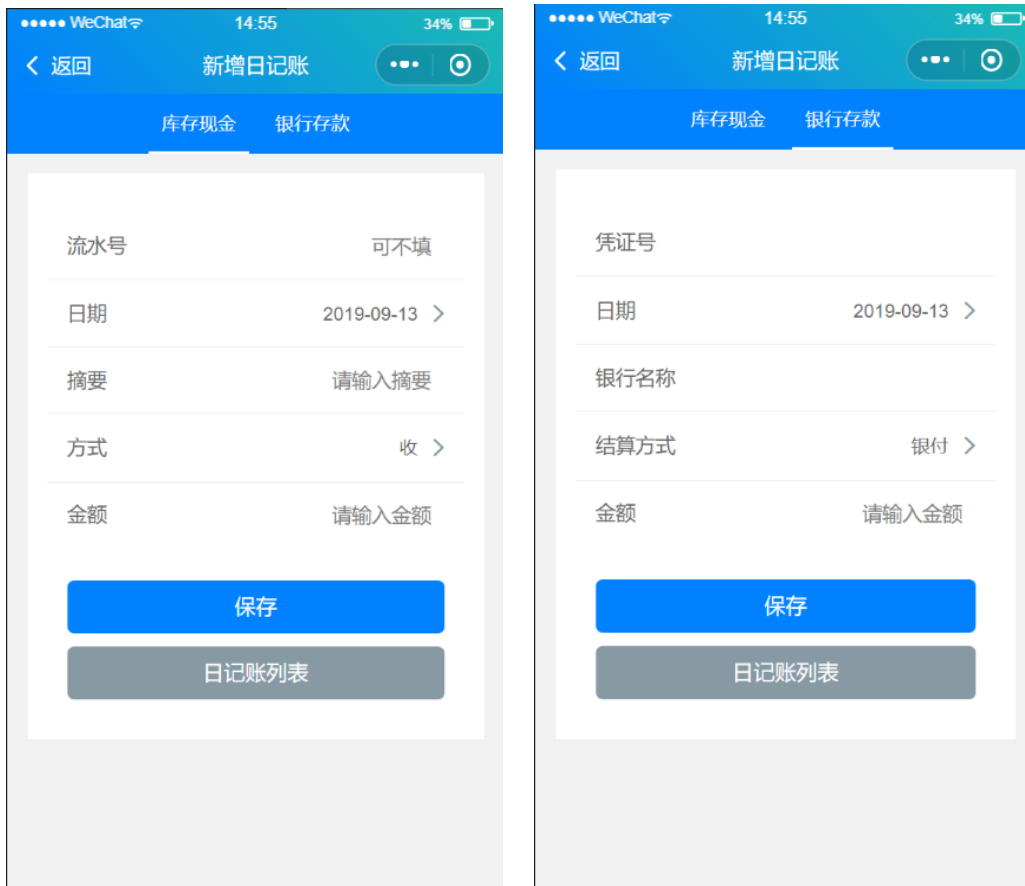 WeChat 14:55 34%
返回 新增日记账
库存现金 银行存款
流水号 可不填
日期 2019-09-13
摘要 请输入摘要
方式 收
金额 请输入金额
保存
日记账列表
WeChat 14:55 34%
返回 新增日记账
库存现金 银行存款
凭证号
日期 2019-09-13
银行名称
结算方式 银付
金额 请输入金额
保存
日记账列表